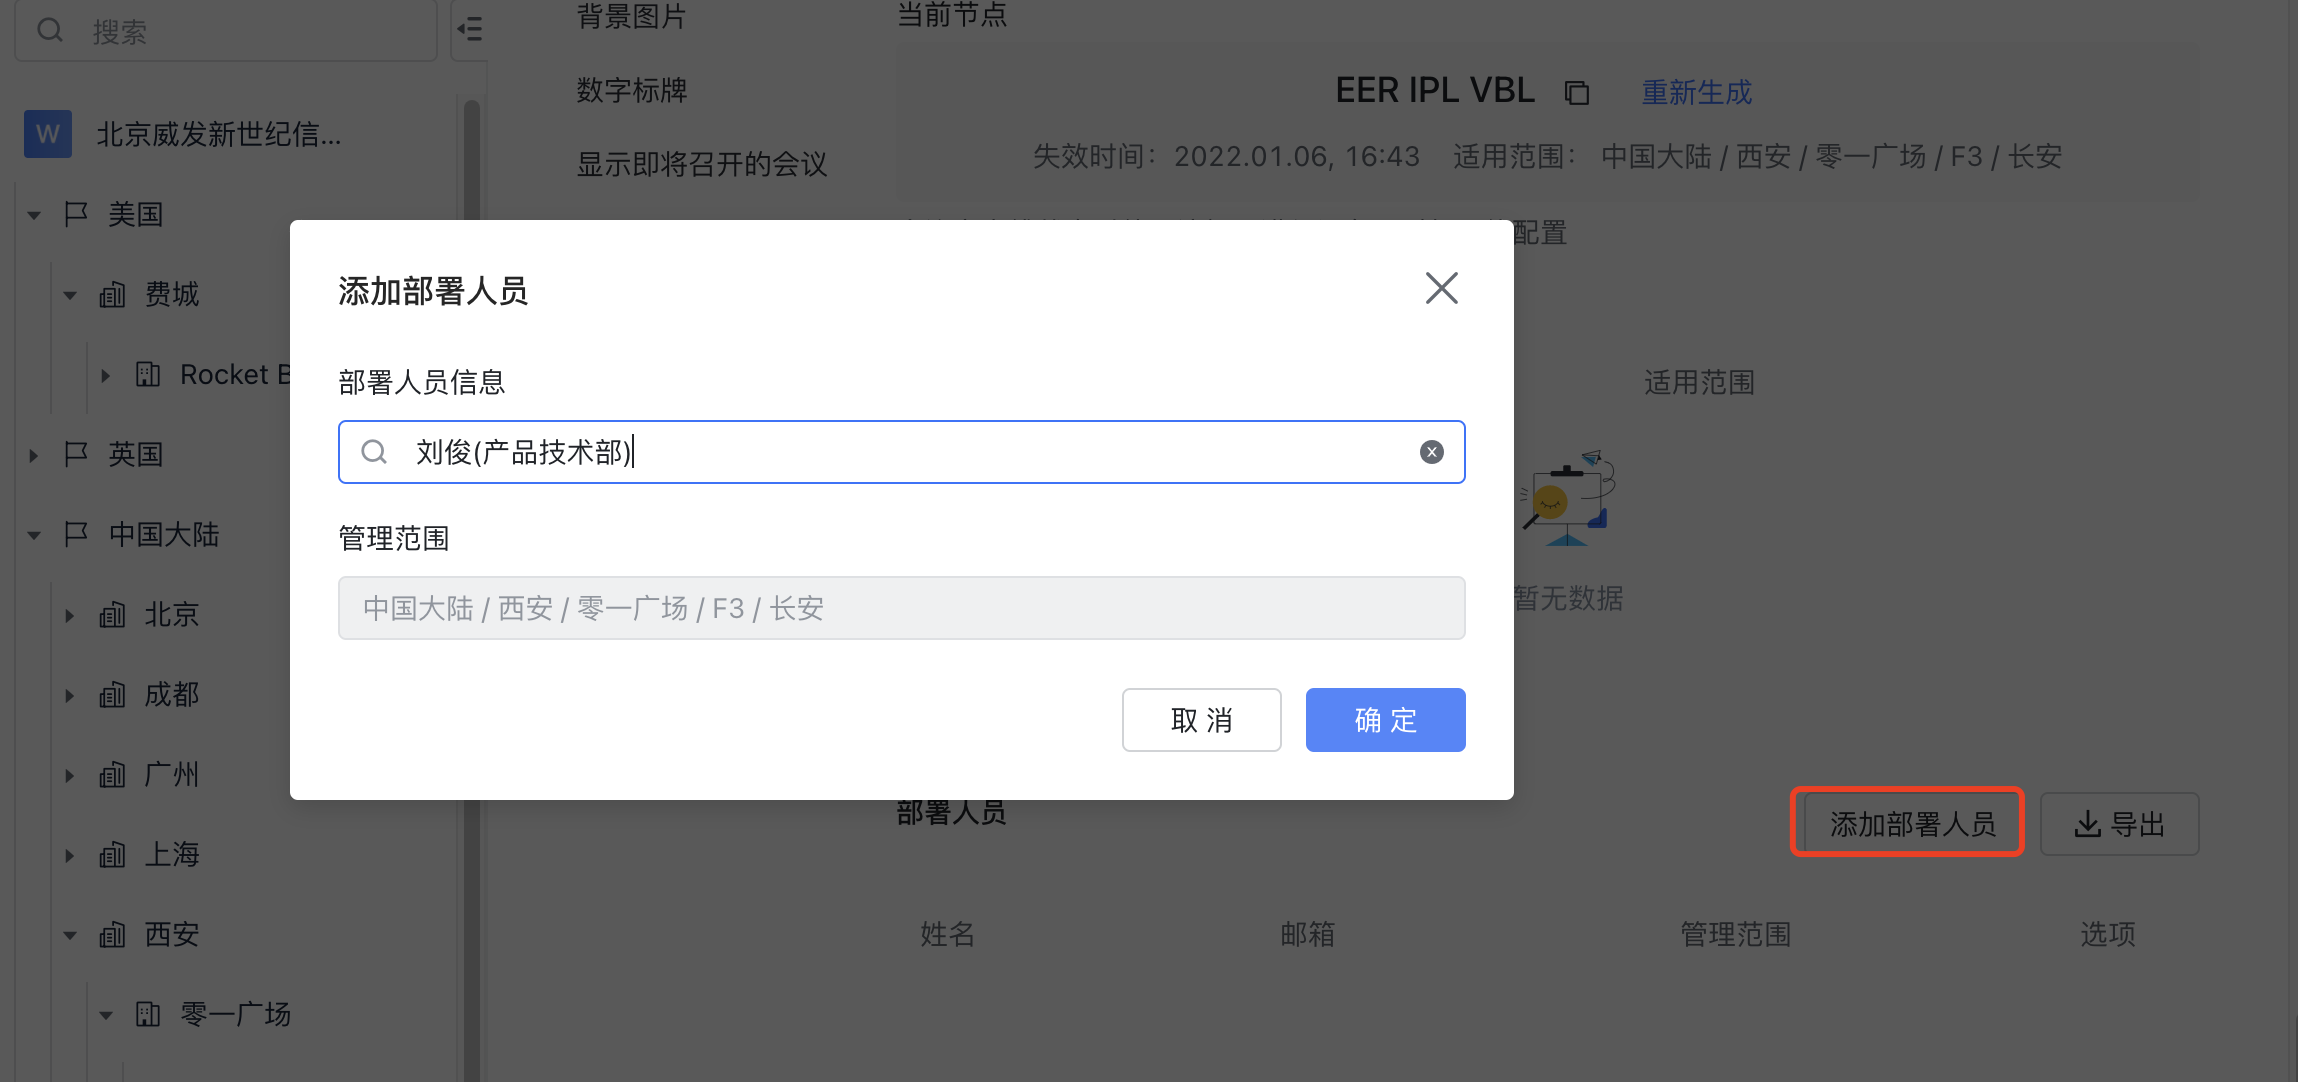 搜索
北京威发新世纪信...
W
美国
费城
Rocket B
英国
中国大陆
北京
成都
广州
上海
西安
零一广场
背景图片
数字标牌
显示即将召开的会议
当前节点
EER IPL VBL
重新生成
失效时间：2022.01.06, 16:43 适用范围： 中国大陆 / 西安 / 零一广场 / F3 / 长安
配置
适用范围
暂无数据
添加部署人员
部署人员信息
刘俊(产品技术部)
管理范围
中国大陆 / 西安 / 零一广场 / F3 / 长安
取 消
确 定
部署人员
添加部署人员
导出
姓名
邮箱
管理范围
选项